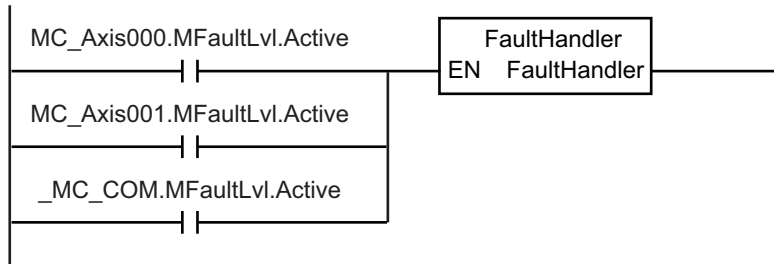 MC_Axis000.MFaultLvl.Active
FaultHandler
EN FaultHandler
MC_Axis001.MFaultLvl.Active
_MC_COM.MFaultLvl.Active